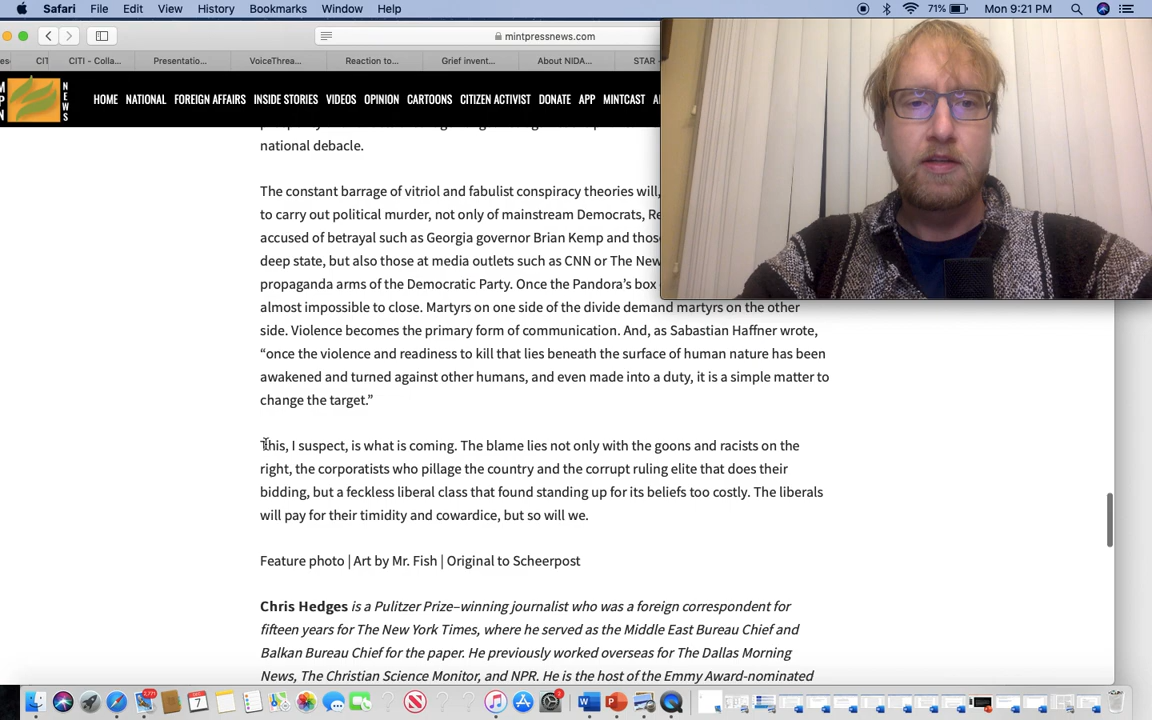 Safari File Edit View History Bookmarks Window Help 71% Mon 9:21 PM
mintpressnews.com
CIT CITI - Colla... Presentatio... VoiceThrea... Reaction to... Grief invent... About NIDA... STAR
NEWS HOME NATIONAL FOREIGN AFFAIRS INSIDE STORIES VIDEOS OPINION CARTOONS CITIZEN ACTIVIST DONATE APP MINTCAST
national debacle.
The constant barrage of vitriol and fabulist conspiracy theories will,
to carry out political murder, not only of mainstream Democrats,
accused of betrayal such as Georgia governor Brian Kemp and those
deep state, but also those at media outlets such as CNN or The New
propaganda arms of the Democratic Party. Once the Pandora's box
almost impossible to close. Martyrs on one side of the divide demand martyrs on the other
side. Violence becomes the primary form of communication. And, as Sabastian Haffner wrote,
“once the violence and readiness to kill that lies beneath the surface of human nature has been
awakened and turned against other humans, and even made into a duty, it is a simple matter to
change the target.”
This, I suspect, is what is coming. The blame lies not only with the goons and racists on the
right, the corporatists who pillage the country and the corrupt ruling elite that does their
bidding, but a feckless liberal class that found standing up for its beliefs too costly. The liberals
will pay for their timidity and cowardice, but so will we.
Feature photo | Art by Mr. Fish | Original to Scheerpost
Chris Hedges is a Pulitzer Prize–winning journalist who was a foreign correspondent for
fifteen years for The New York Times, where he served as the Middle East Bureau Chief and
Balkan Bureau Chief for the paper. He previously worked overseas for The Dallas Morning
News, The Christian Science Monitor, and NPR. He is the host of the Emmy Award-nominated